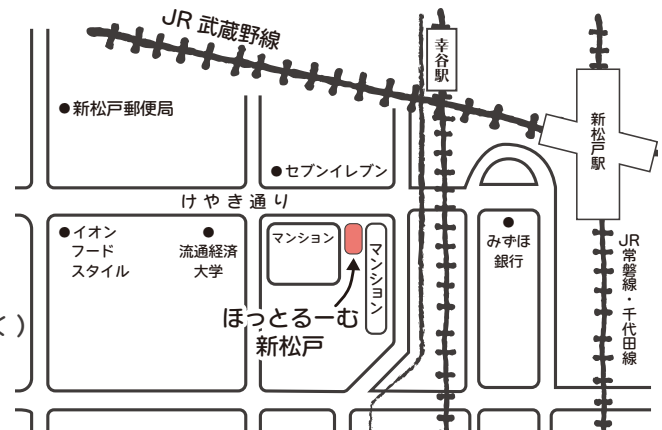 JR 武蔵野線
幸谷駅
新松戸駅
●新松戸郵便局
●セブンイレブン
けやき通り
●イオン
フード
スタイル
●
流通経済
大学
マンション
マンション
●
みずほ
銀行
ほっとるーむ
新松戸
JR
常磐線・千代田線
く）